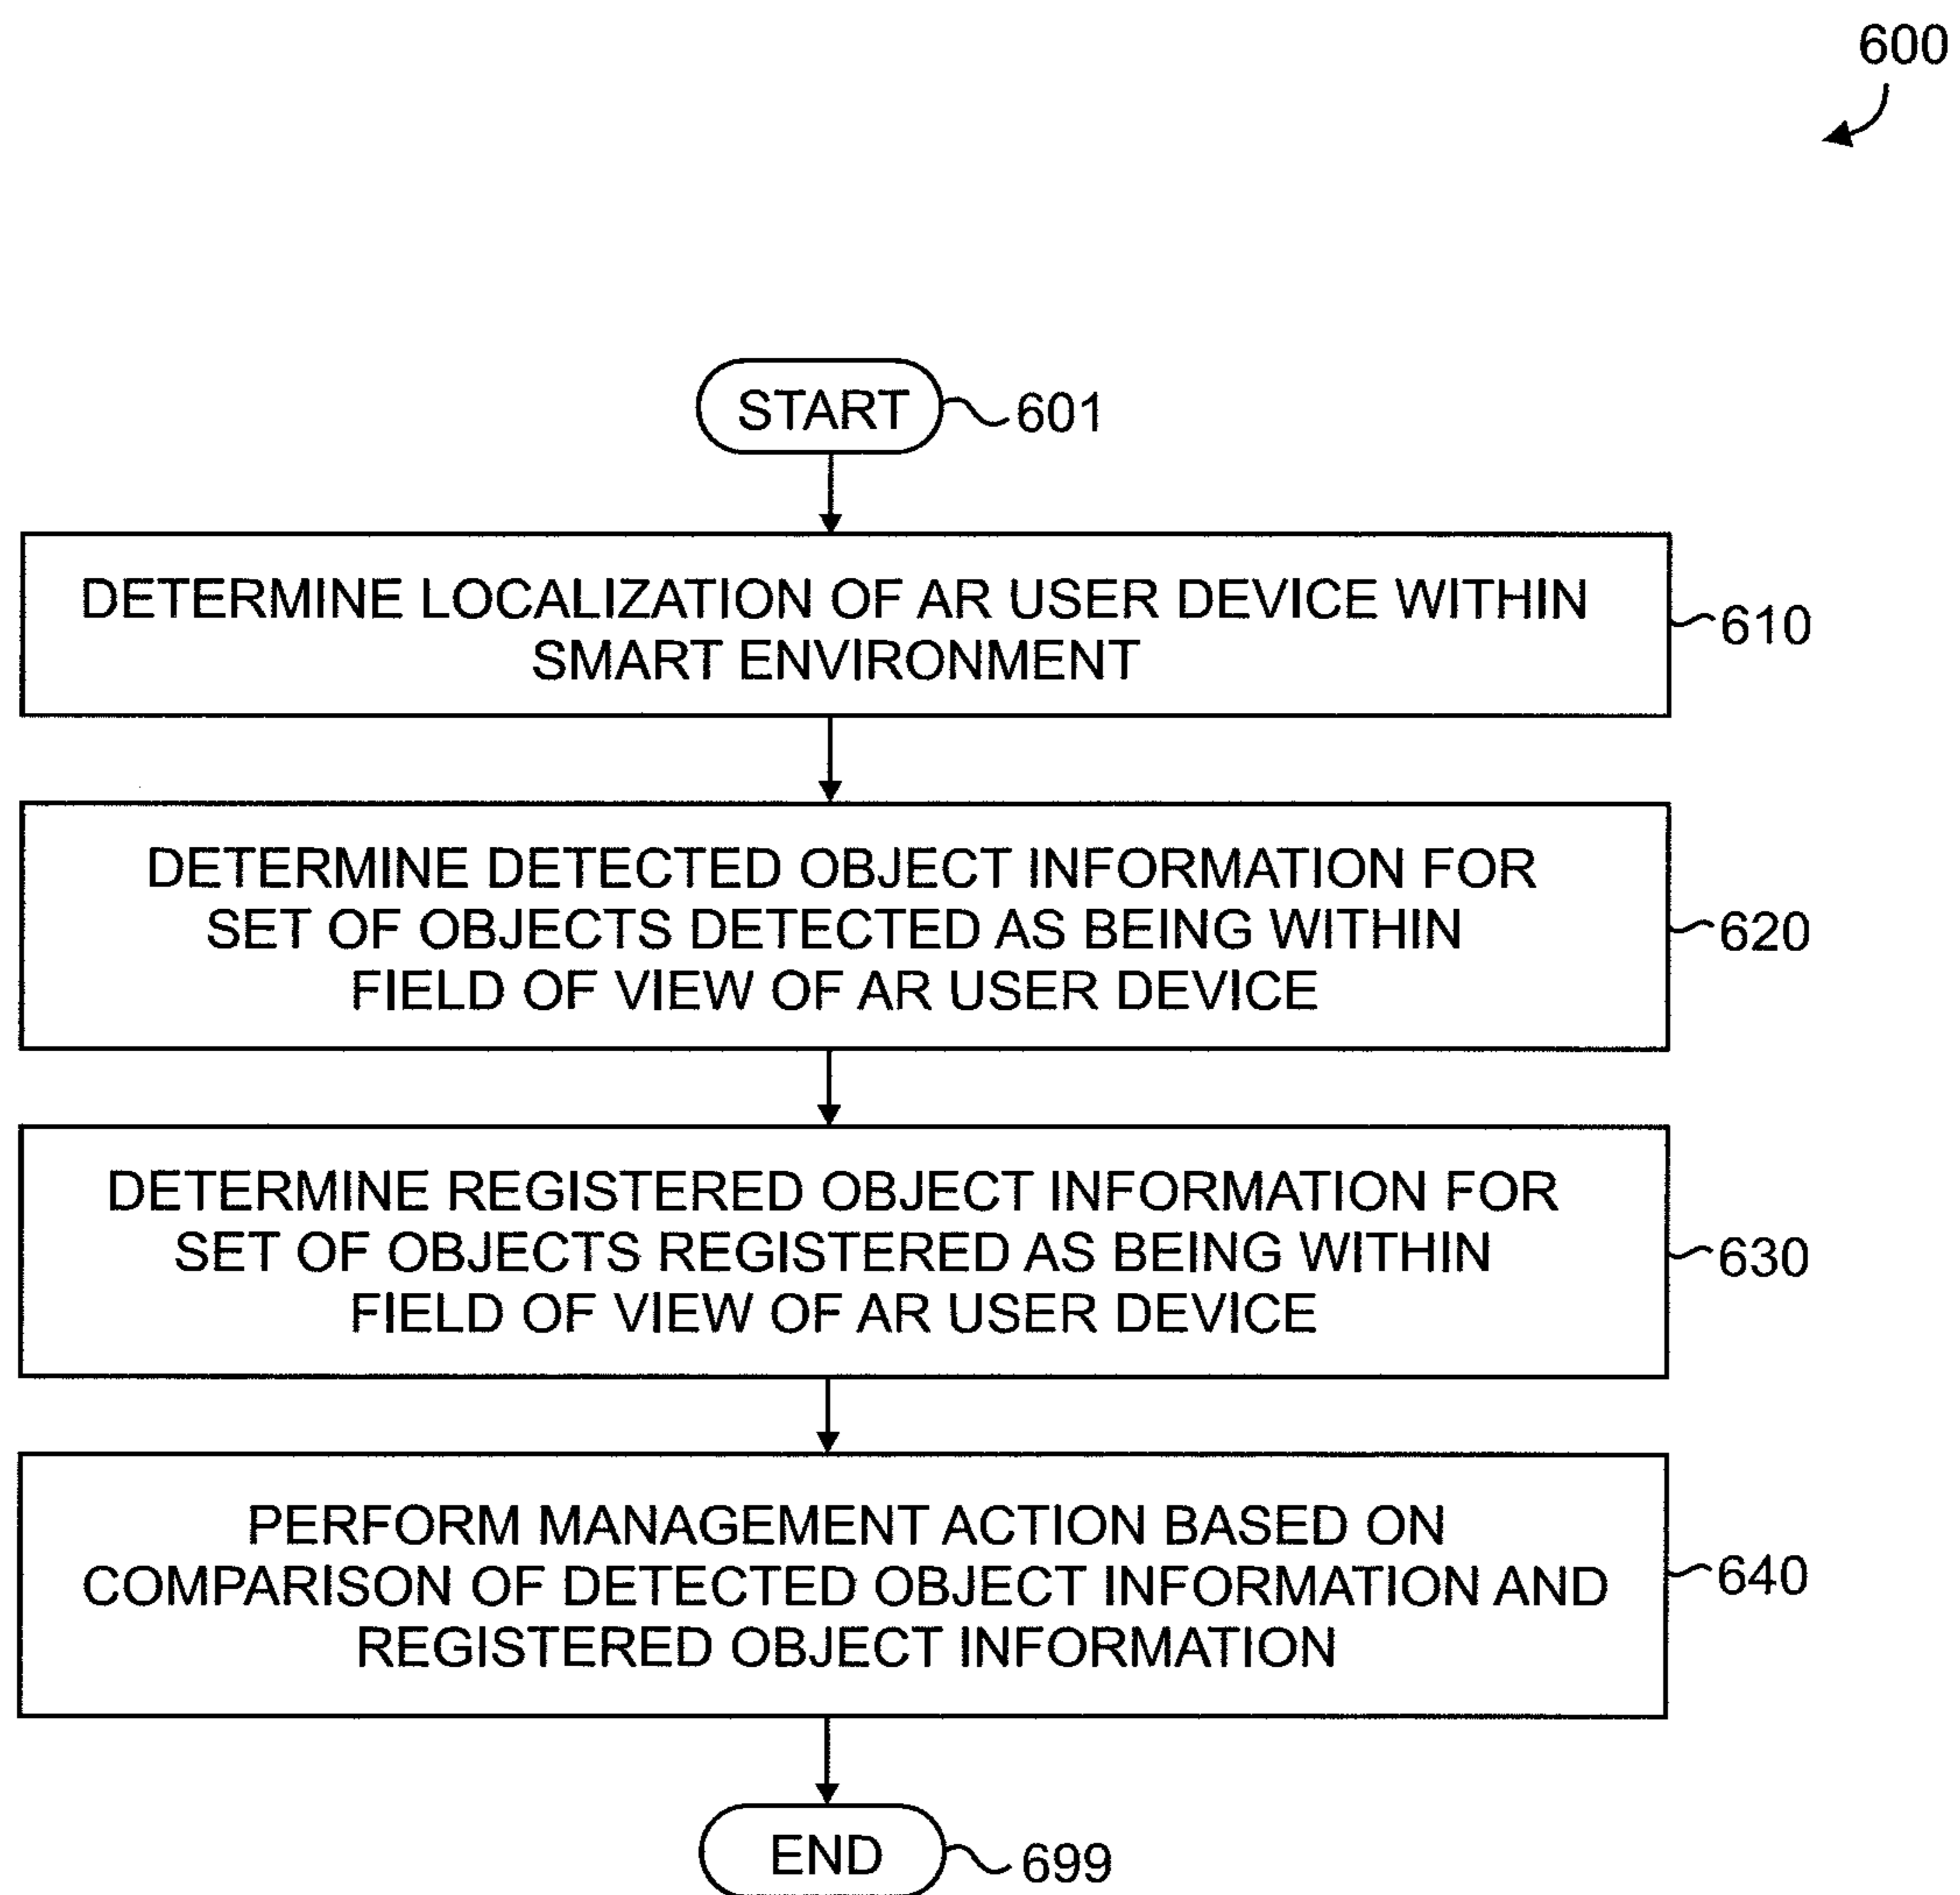 600
START
601
DETERMINE LOCALIZATION OF AR USER DEVICE WITHIN
SMART ENVIRONMENT
610
DETERMINE DETECTED OBJECT INFORMATION FOR
SET OF OBJECTS DETECTED AS BEING WITHIN
FIELD OF VIEW OF AR USER DEVICE
620
DETERMINE REGISTERED OBJECT INFORMATION FOR
SET OF OBJECTS REGISTERED AS BEING WITHIN
FIELD OF VIEW OF AR USER DEVICE
630
PERFORM MANAGEMENT ACTION BASED ON
COMPARISON OF DETECTED OBJECT INFORMATION AND
REGISTERED OBJECT INFORMATION
640
END
699